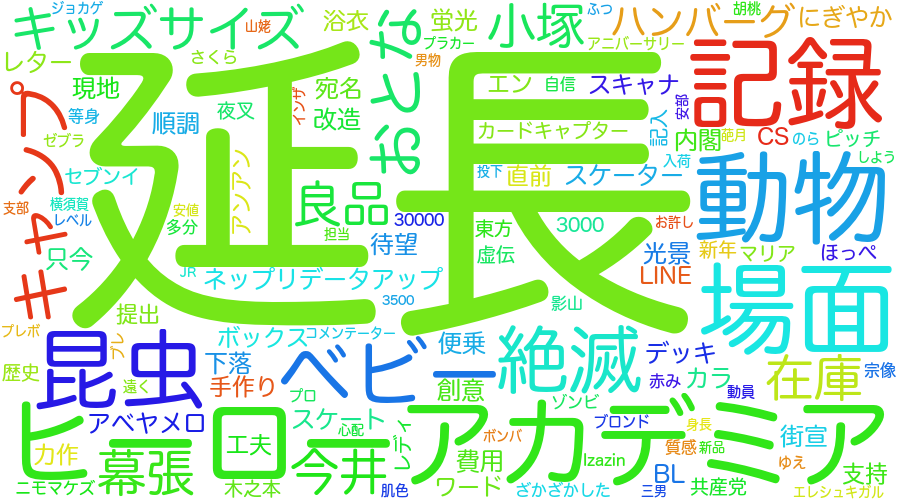 ジョカゲ
キッズサイズ
山姥
浴衣
蛍光
小塚
ふつ
ハンバーグ
胡桃
にぎやか
レター
さくら
おとな
プラカー
アニバーサリー
男物
記録
現地
インザ
宛名
エン
自信
スキャナ
安部
キャンプ
等身
順調
夜叉
改造
延長
カードキャプター
記入
内閣
CS
のら
ピッチ
ゼブラ
しよう
セブンイ
アンアン
投下
直前
スケーター
入荷
動物
支部
横須賀
レベル
安値
多分
良品
30000
東方
3000
お許し
担当
待望
光景
新年
マリア
ほっぺ
只今
虚伝
JR
ネップリデータアップ
LINE
場面
3500
影山
提出
プレボ
プレ
ボックス
コメンテーター
便乗
絶滅
デッキ
昆虫
ベビー
歴史
遠く
下落
手作り
プロ
創意
赤み
カラ
在庫
宗像
動員
アベヤメロ
スケート
心配
ゾンビ
ブロンド
身長
ヒーローアカデミア
工夫
今井
レディ
ボンバ
質感
新品
街宣
力作
幕張
費用
Izazin
ゆえ
BL
支持
ニモマケズ
木之本
肌色
ワード
ざかざかした
三男
共産党
エレシュキガル